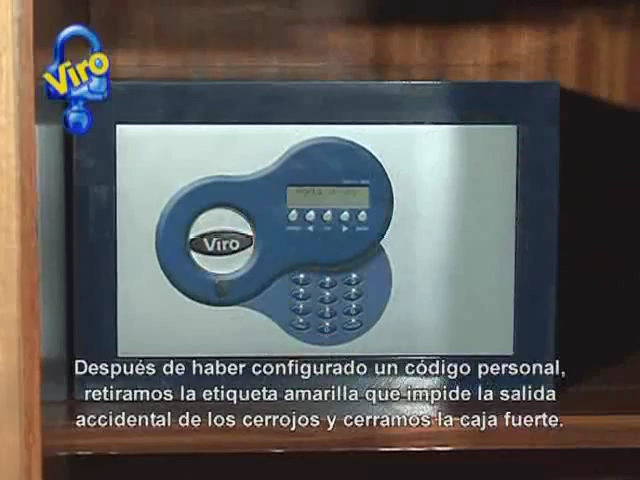 Viro
Viro
Después de haber configurado un código personal,
retiramos la etiqueta amarilla que impide la salida
accidental de los cerrojos y cerramos la caja fuerte.